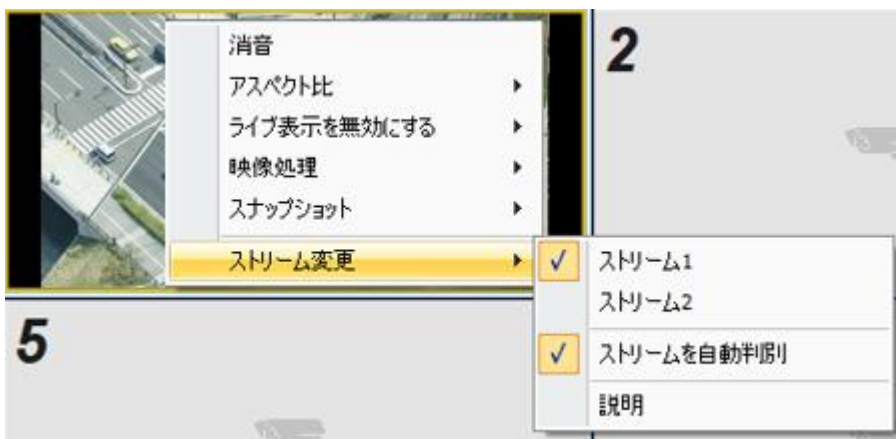 消音
2
アスペクト比
ライブ表示を無効にする
映像処理
スナップショット
ストリーム変更
ストリーム1
ストリーム2
5
ストリームを自動判別
説明